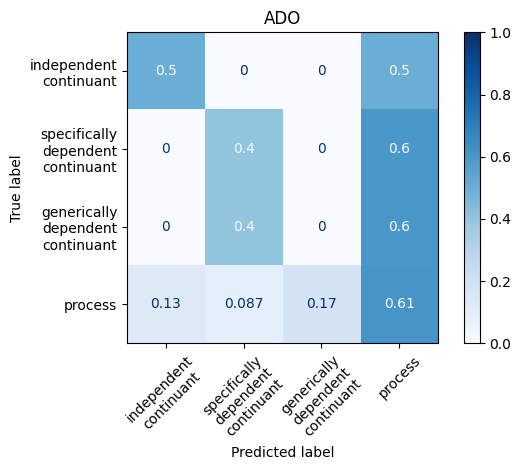 ADO
True label
independent
continuant
0.5 0 0 0.5
specifically
dependent
continuant
0 0.4 0 0.6
generically
dependent
continuant
0 0.4 0 0.6
process
0.13 0.087 0.17 0.61
independent
continuant
specifically
dependent
continuant
generically
dependent
continuant
process
Predicted label
1.0
0.8
0.6
0.4
0.2
0.0